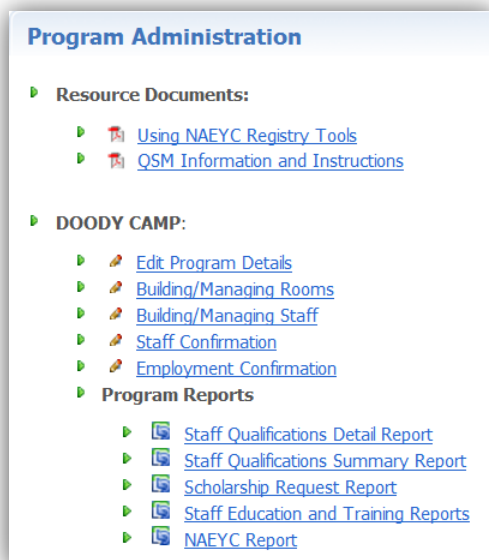 Program Administration
Resource Documents:
Using NAEYC Registry Tools
QSM Information and Instructions
DOODY CAMP:
Edit Program Details
Building/Managing Rooms
Building/Managing Staff
Staff Confirmation
Employment Confirmation
Program Reports
Staff Qualifications Detail Report
Staff Qualifications Summary Report
Scholarship Request Report
Staff Education and Training Reports
NAEYC Report